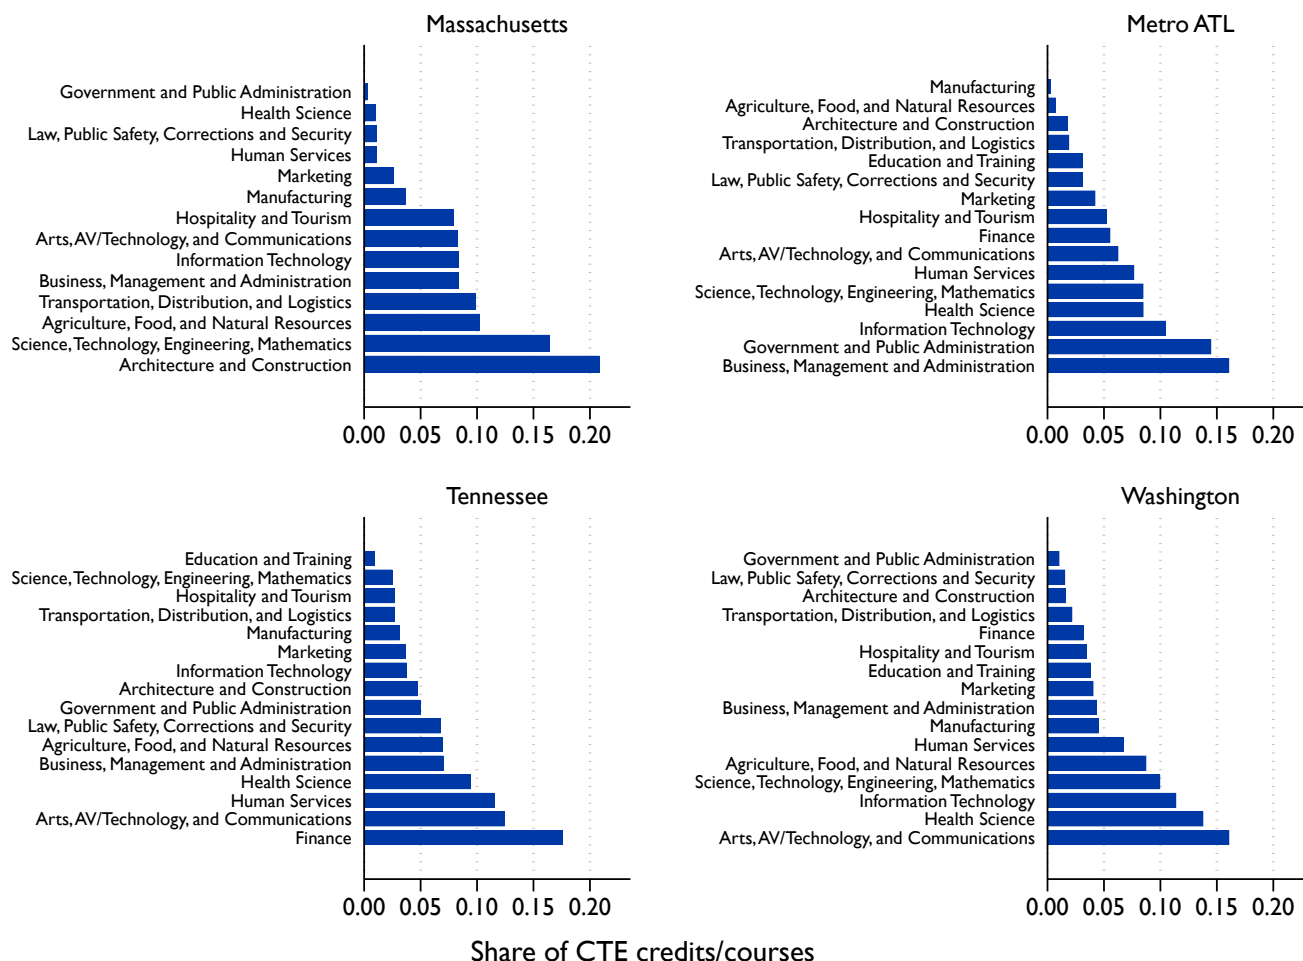 Massachusetts
Government and Public Administration
Health Science
Law, Public Safety, Corrections and Security
Human Services
Marketing
Manufacturing
Hospitality and Tourism
Arts, AV/Technology, and Communications
Information Technology
Business, Management and Administration
Transportation, Distribution, and Logistics
Agriculture, Food, and Natural Resources
Science, Technology, Engineering, Mathematics
Architecture and Construction
0.00 0.05 0.10 0.15 0.20
Metro ATL
Manufacturing
Agriculture, Food, and Natural Resources
Architecture and Construction
Transportation, Distribution, and Logistics
Education and Training
Law, Public Safety, Corrections and Security
Marketing
Hospitality and Tourism
Finance
Arts, AV/Technology, and Communications
Human Services
Science, Technology, Engineering, Mathematics
Health Science
Information Technology
Government and Public Administration
Business, Management and Administration
0.00 0.05 0.10 0.15 0.20
Tennessee
Education and Training
Science, Technology, Engineering, Mathematics
Hospitality and Tourism
Transportation, Distribution, and Logistics
Manufacturing
Marketing
Information Technology
Architecture and Construction
Government and Public Administration
Law, Public Safety, Corrections and Security
Agriculture, Food, and Natural Resources
Business, Management and Administration
Health Science
Human Services
Arts, AV/Technology, and Communications
Finance
0.00 0.05 0.10 0.15 0.20
Washington
Government and Public Administration
Law, Public Safety, Corrections and Security
Architecture and Construction
Transportation, Distribution, and Logistics
Finance
Hospitality and Tourism
Education and Training
Marketing
Business, Management and Administration
Manufacturing
Human Services
Agriculture, Food, and Natural Resources
Science, Technology, Engineering, Mathematics
Information Technology
Health Science
Arts, AV/Technology, and Communications
0.00 0.05 0.10 0.15 0.20
Share of CTE credits/courses